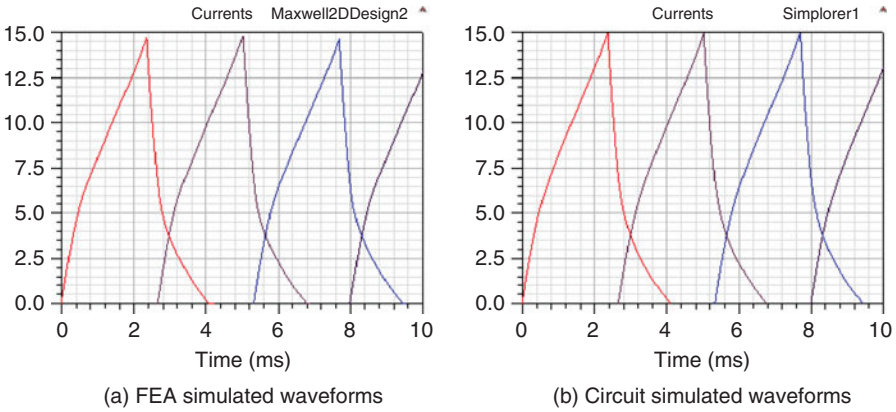 Currents Maxwell2DDesign2
15.0
12.5
10.0
7.5
5.0
2.5
0.0
0 2 4 6 8 10
Time (ms)
(a) FEA simulated waveforms
Currents Simplorer1
15.0
12.5
10.0
7.5
5.0
2.5
0.0
0 2 4 6 8 10
Time (ms)
(b) Circuit simulated waveforms